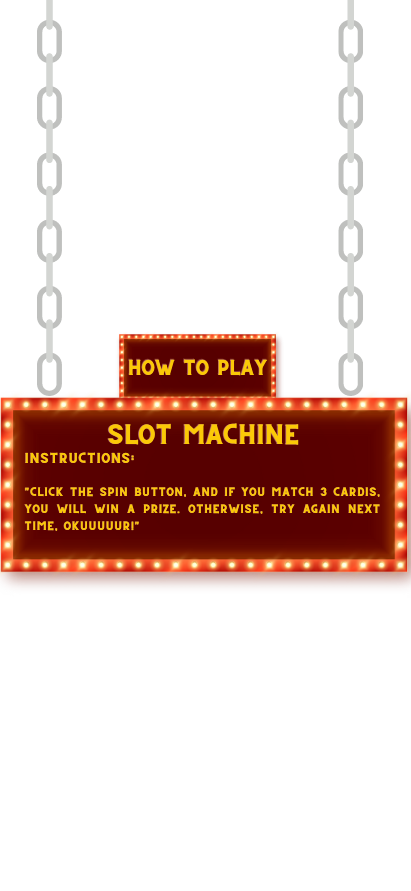 HOW TO PLAY
SLOT MACHINE
INSTRUCTIONS:
"CLICK THE SPIN BUTTON, AND IF YOU MATCH 3 CARDIS,
YOU WILL WIN A PRIZE. OTHERWISE, TRY AGAIN NEXT
TIME, OKUUUUUR!"